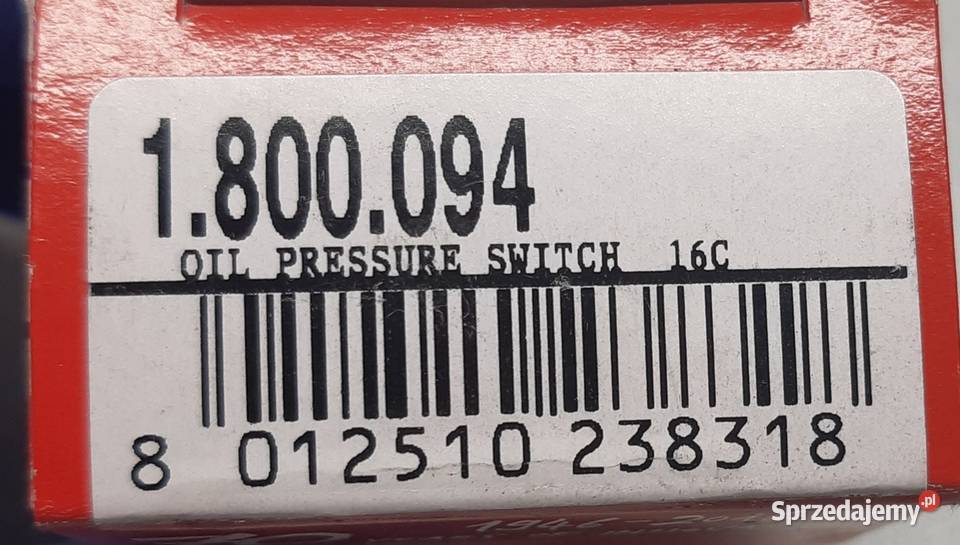 1.800.094
OIL PRESSURE SWITCH 16C
8 012510 238318
Sprzedajemy.pl